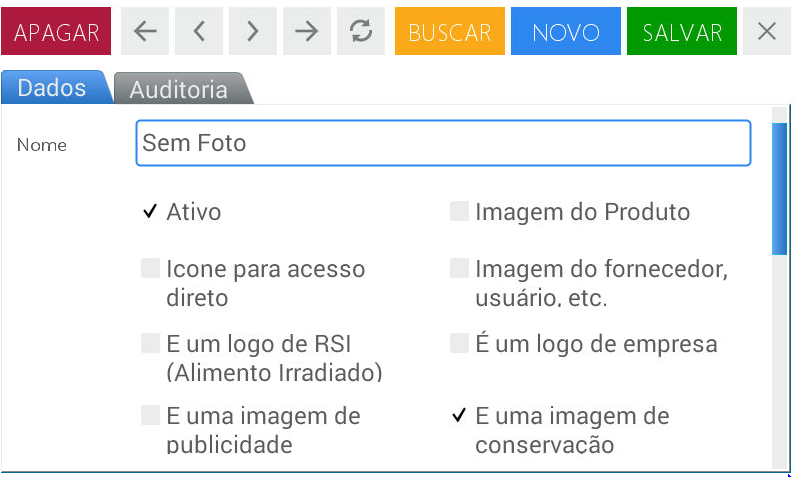 APAGAR BUSCAR NOVO SALVAR
Dados Auditoria
Nome Sem Foto
Ativo Imagem do Produto
Icone para acesso direto
Imagem do fornecedor, usuário, etc.
E um logo de RSI (Alimento Irradiado)
É um logo de empresa
E uma imagem de publicidade
E uma imagem de conservação